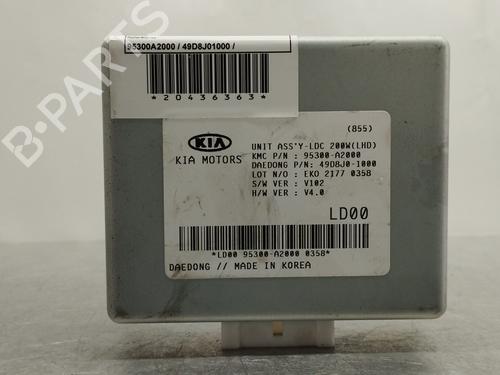 95300A2000 / 49D8J01000 /
*20436363*
(855)
KIA
KIA MOTORS
UNIT ASS'Y-LDC 200W(LHD)
KMC P/N : 95300-A2000
DAEDONG P/N: 49D8J0-1000
LOT N/O : EKO 2177 0358
S/W VER : V102
H/W VER : V4.0
LD00
*LD00 95300-A2000 0358*
DAEDONG // MADE IN KOREA
B-PARTS